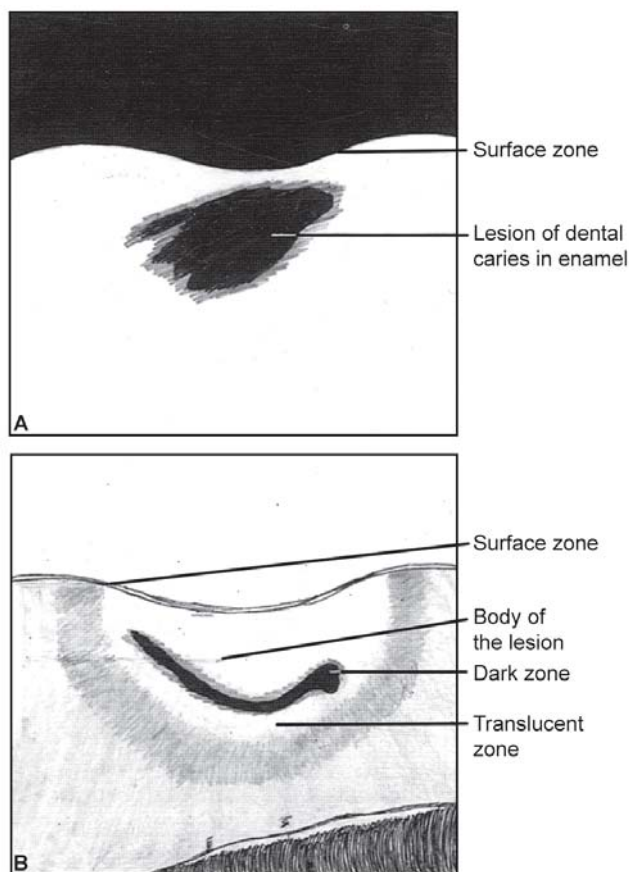 Surface zone
Lesion of dental
caries in enamel
A
Surface zone
Body of
the lesion
Dark zone
Translucent
zone
B